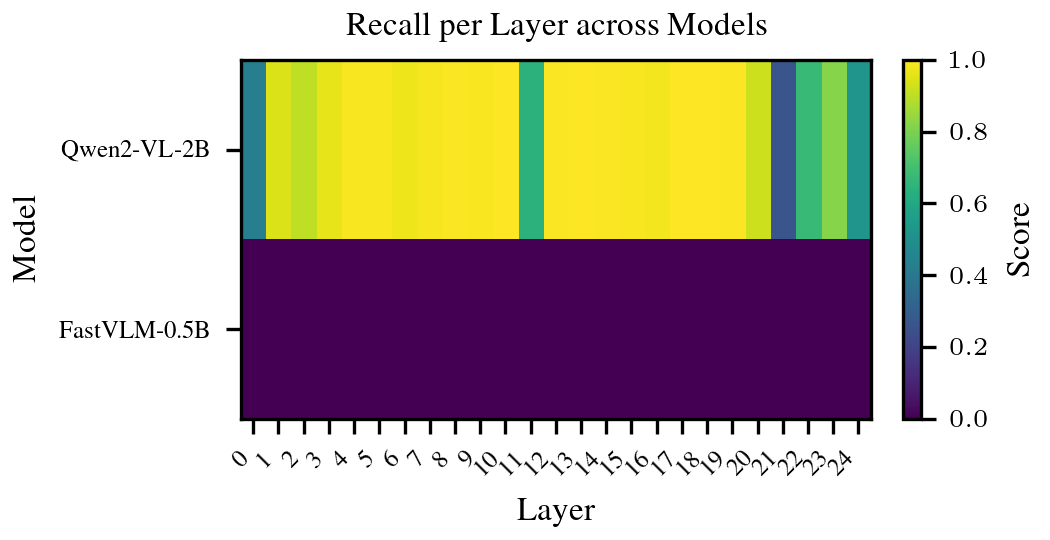 Recall per Layer across Models
Model
Qwen2-VL-2B
FastVLM-0.5B
0 1 2 3 4 5 6 7 8 9 10 11 12 13 14 15 16 17 18 19 20 21 22 23 24
Layer
1.0
0.8
0.6
0.4
0.2
0.0
Score